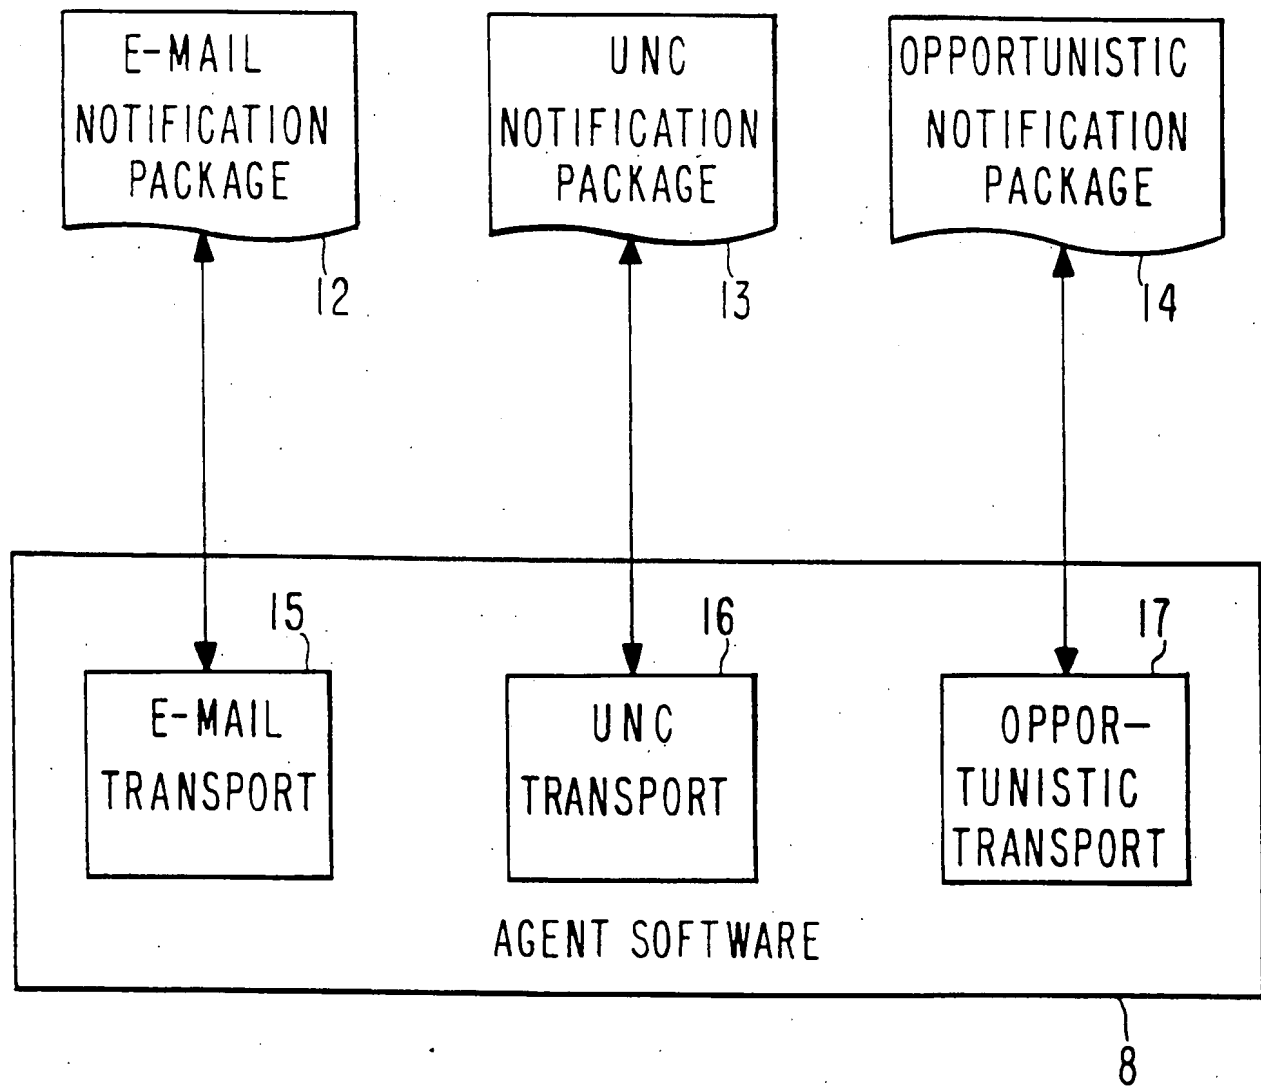 E-MAIL
NOTIFICATION
PACKAGE
12
UNC
NOTIFICATION
PACKAGE
13
OPPORTUNISTIC
NOTIFICATION
PACKAGE
14
15
E-MAIL
TRANSPORT
16
UNC
TRANSPORT
17
OPPOR-
TUNISTIC
TRANSPORT
AGENT SOFTWARE
8